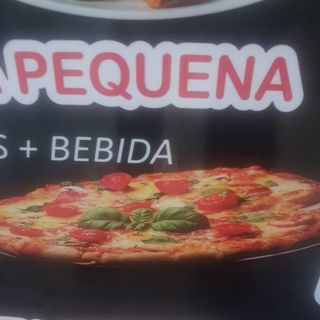 A PEQUENA
S + BEBIDA